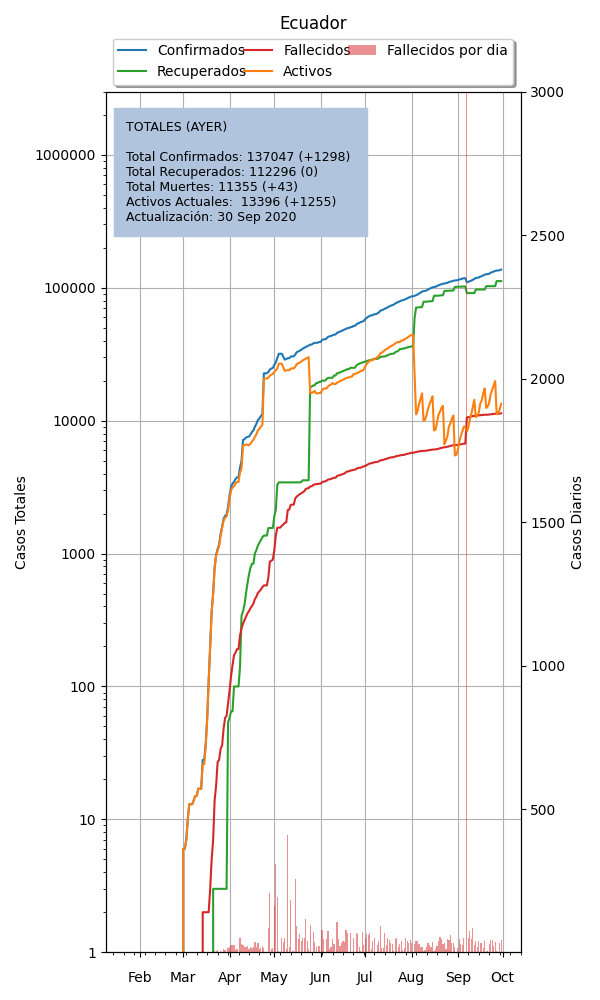 Ecuador
Confirmados
Fallecidos
Fallecidos por dia
Recuperados
Activos
TOTALES (AYER)
Total Confirmados: 137047 (+1298)
Total Recuperados: 112296 (0)
Total Muertes: 11355 (+43)
Activos Actuales:  13396 (+1255)
Actualización: 30 Sep 2020
1000000
100000
10000
1000
100
10
1
Casos Totales
3000
2500
2000
1500
1000
500
Casos Diarios
Feb Mar Apr May Jun Jul Aug Sep Oct